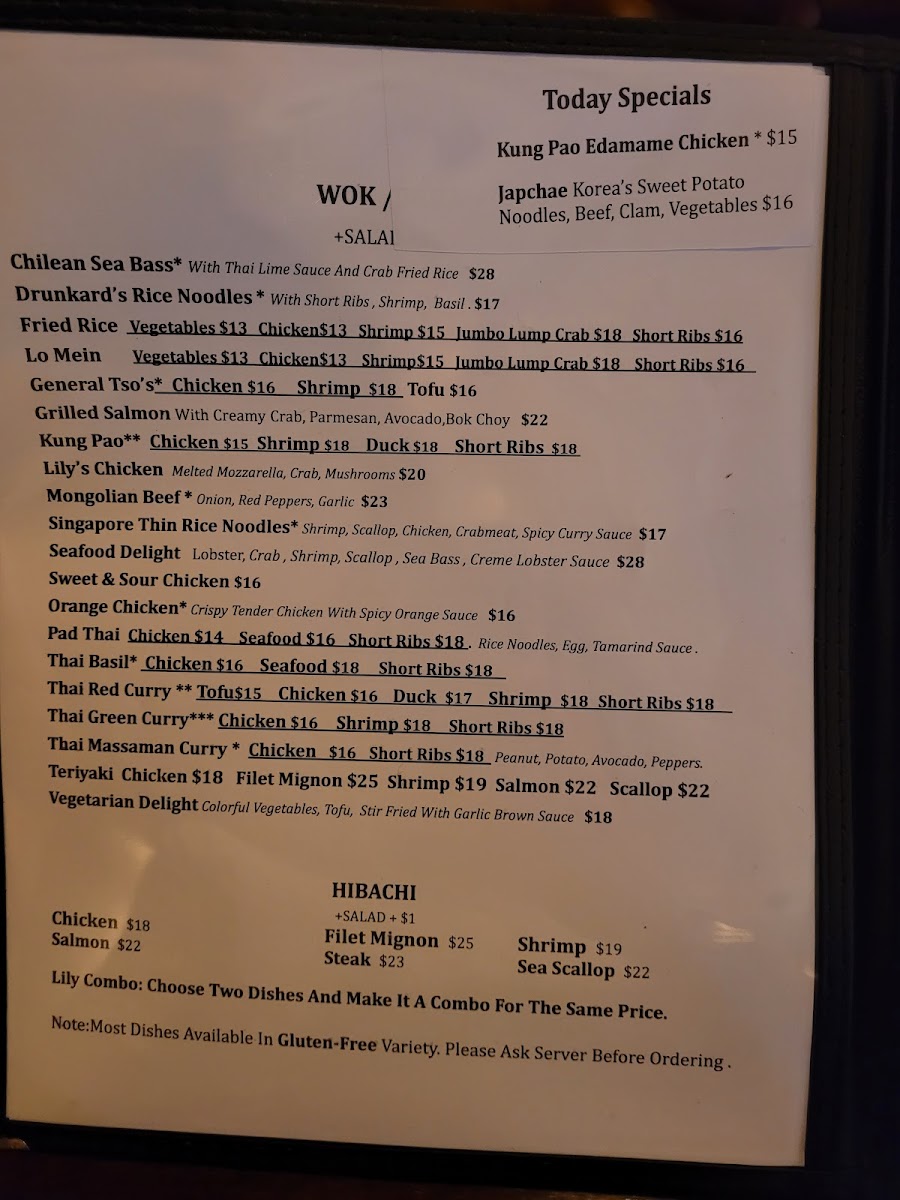 Today Specials
Kung Pao Edamame Chicken * $15
Japchae Korea's Sweet Potato
Noodles, Beef, Clam, Vegetables $16
WOK /
+SALA
Chilean Sea Bass* With Thai Lime Sauce And Crab Fried Rice $28
Drunkard's Rice Noodles * With Short Ribs , Shrimp, Basil . $17
Fried Rice Vegetables $13 Chicken$13 Shrimp $15 Jumbo Lump Crab $18 Short Ribs $16
Lo Mein Vegetables $13 Chicken$13 Shrimp$15 Jumbo Lump Crab $18 Short Ribs $16
General Tso's* Chicken $16 Shrimp $18 Tofu $16
Grilled Salmon With Creamy Crab, Parmesan, Avocado,Bok Choy $22
Kung Pao** Chicken $15 Shrimp $18 Duck $18 Short Ribs $18
Lily's Chicken Melted Mozzarella, Crab, Mushrooms $20
Mongolian Beef * Onion, Red Peppers, Garlic $23
Singapore Thin Rice Noodles* Shrimp, Scallop, Chicken, Crabmeat, Spicy Curry Sauce $17
Seafood Delight Lobster, Crab , Shrimp, Scallop , Sea Bass , Creme Lobster Sauce $28
Sweet & Sour Chicken $16
Orange Chicken* Crispy Tender Chicken With Spicy Orange Sauce $16
Pad Thai Chicken $14 Seafood $16 Short Ribs $18 . Rice Noodles, Egg, Tamarind Sauce .
Thai Basil* Chicken $16 Seafood $18 Short Ribs $18
Thai Red Curry ** Tofu$15 Chicken $16 Duck $17 Shrimp $18 Short Ribs $18
Thai Green Curry*** Chicken $16 Shrimp $18 Short Ribs $18
Thai Massaman Curry * Chicken $16 Short Ribs $18 Peanut, Potato, Avocado, Peppers.
Teriyaki Chicken $18 Filet Mignon $25 Shrimp $19 Salmon $22 Scallop $22
Vegetarian Delight Colorful Vegetables, Tofu, Stir Fried With Garlic Brown Sauce $18
HIBACHI
+SALAD + $1
Chicken $18 Filet Mignon $25 Shrimp $19
Salmon $22 Steak $23 Sea Scallop $22
Lily Combo: Choose Two Dishes And Make It A Combo For The Same Price.
Note:Most Dishes Available In Gluten-Free Variety. Please Ask Server Before Ordering .